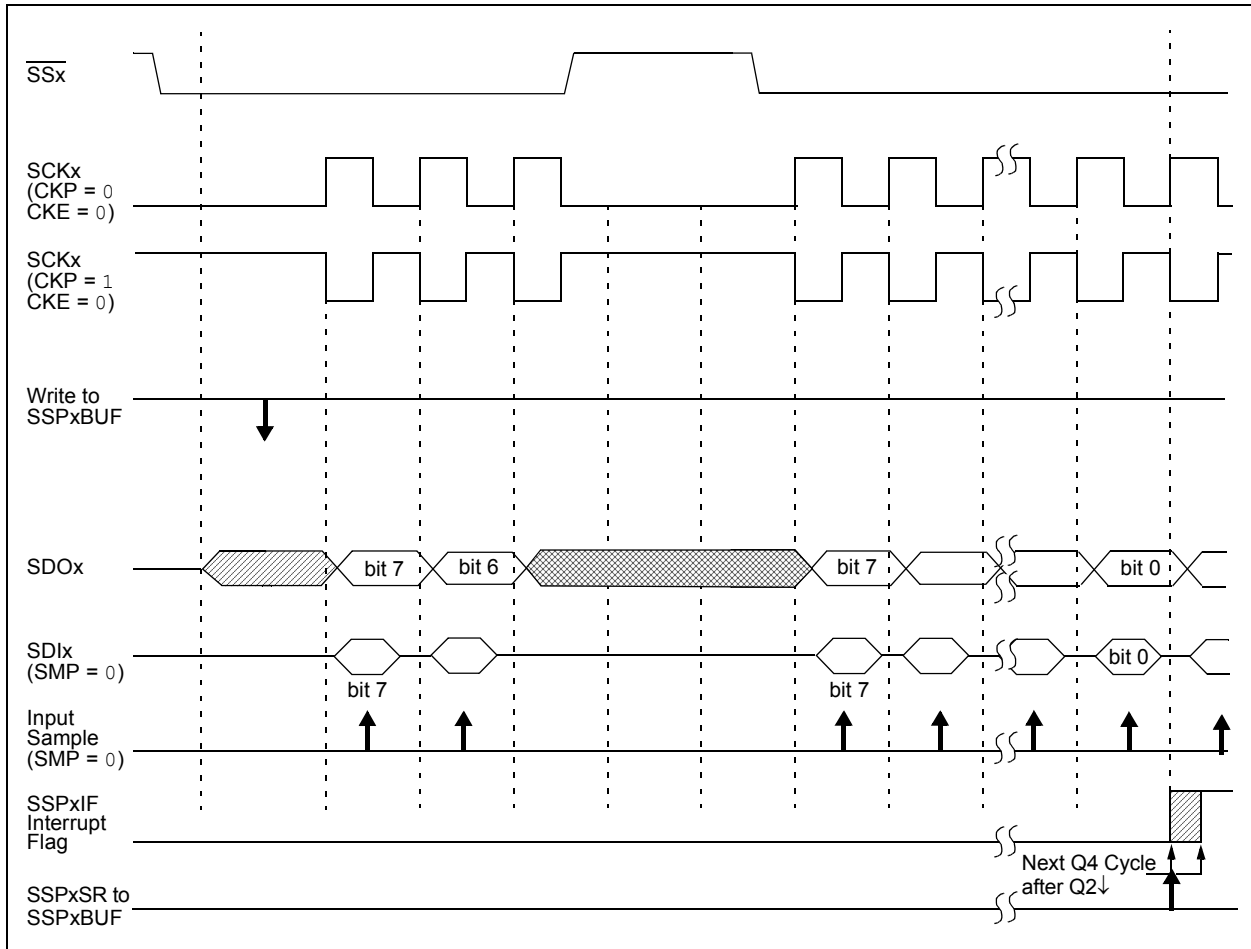 SSx
SCKx
(CKP = 0
CKE = 0)
SCKx
(CKP = 1
CKE = 0)
Write to
SSPxBUF
SDOx
bit 7
bit 6
bit 7
bit 0
SDIx
(SMP = 0)
bit 0
bit 7
bit 7
Input
Sample
(SMP = 0)
SSPxIF
Interrupt
Flag
Next Q4 Cycle
after Q2↓
SSPxSR to
SSPxBUF